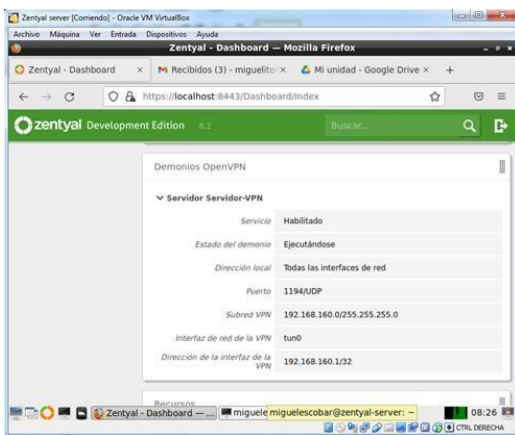 Zentyal server [Corriendo] - Oracle VM VirtualBox
Archivo Máquina Ver Entrada Dispositivos Ayuda
Zentyal - Dashboard — Mozilla Firefox
Zentyal - Dashboard × Recibidos (3) - miguelito × Mi unidad - Google Drive × +
https://localhost:8443/Dashboard/Index
zentyal Development Edition 6.2 Buscar...
Demonios OpenVPN
Servidor Servidor-VPN
Servicio Habilitado
Estado del demonio Ejecutándose
Dirección local Todas las interfaces de red
Puerto 1194/UDP
Subred VPN 192.168.160.0/255.255.255.0
Interfaz de red de la VPN tun0
Dirección de la interfaz de la VPN 192.168.160.1/32
Recursos
Zentyal - Dashboard — ... miguele miguelescobar@zentyal-server: ~ 08:26
CTRL DERECHA